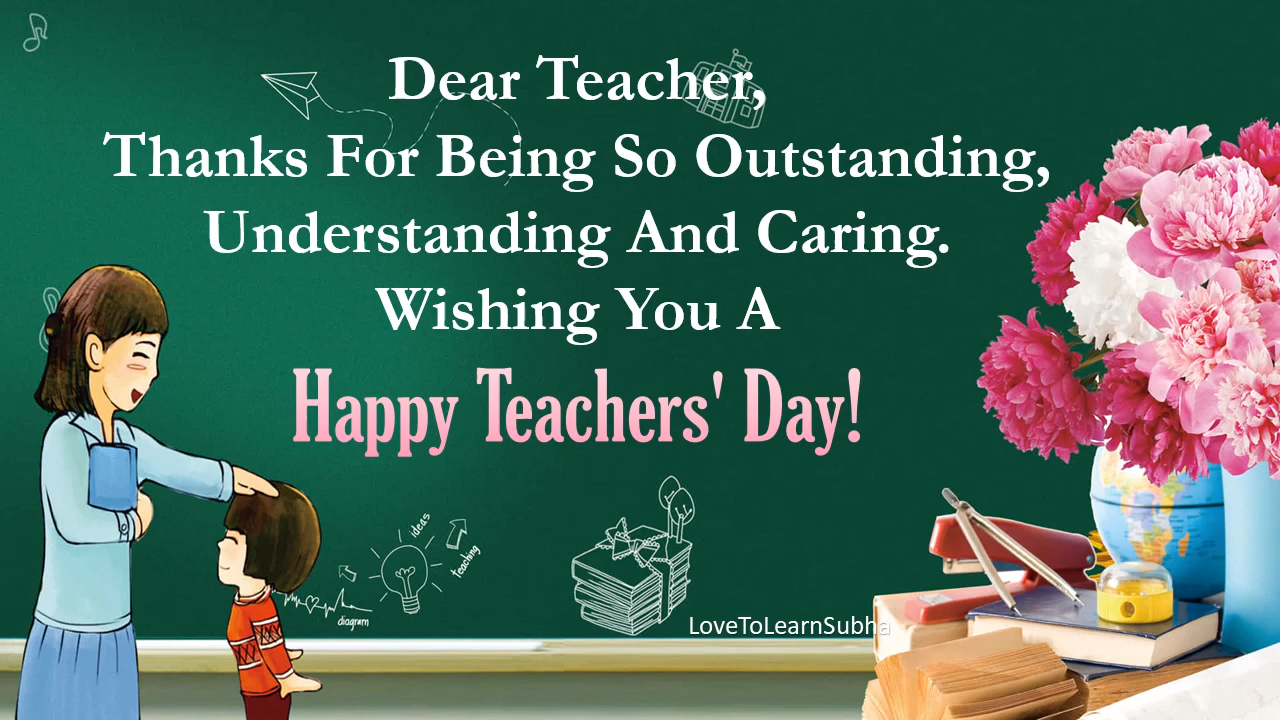 Dear Teacher,
Thanks For Being So Outstanding,
Understanding And Caring.
Wishing You A
Happy Teachers' Day!
ideas
teaching
diagram
LoveToLearnSubha